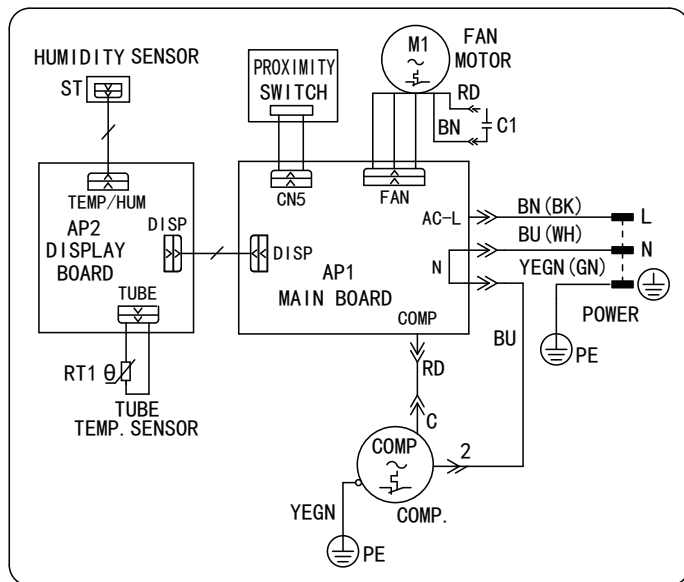 HUMIDITY SENSOR
ST
PROXIMITY
SWITCH
M1
FAN
MOTOR
RD
BN
C1
TEMP/HUM
CN5
FAN
AP2
DISPLAY
BOARD
DISP
DISP
AP1
MAIN BOARD
AC-L
N
COMP
BN(BK)
L
BU(WH)
N
YEGN(GN)
POWER
PE
TUBE
RT1 θ
TUBE
TEMP. SENSOR
BU
RD
C
COMP
2
COMP.
YEGN
PE